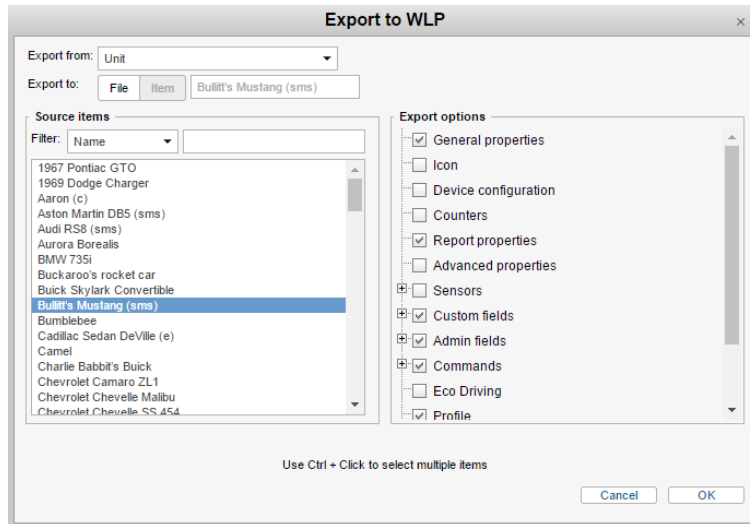 Export to WLP
Export from: Unit
Export to: File Item Bullitt's Mustang (sms)
Source items
Filter: Name
1967 Pontiac GTO
1969 Dodge Charger
Aaron (c)
Aston Martin DB5 (sms)
Audi RS8 (sms)
Aurora Borealis
BMW 735i
Buckaroo's rocket car
Buick Skylark Convertible
Bullitt's Mustang (sms)
Bumblebee
Cadillac Sedan DeVille (e)
Camel
Charlie Babbit's Buick
Chevrolet Camaro ZL1
Chevrolet Chevelle Malibu
Chevrolet Chevelle SS 454
Export options
General properties
Icon
Device configuration
Counters
Report properties
Advanced properties
Sensors
Custom fields
Admin fields
Commands
Eco Driving
Profile
Use Ctrl + Click to select multiple items
Cancel OK